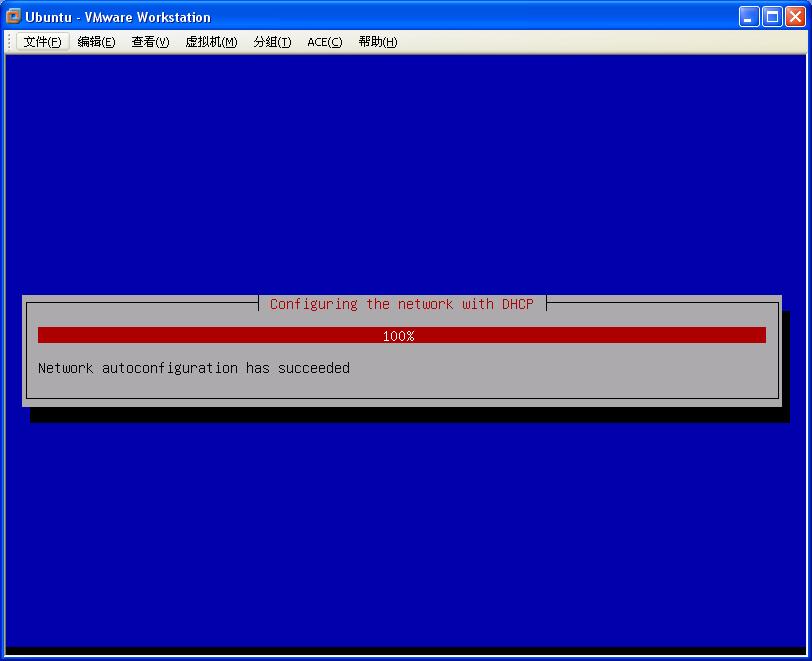 Ubuntu - VMware Workstation
文件(F) 编辑(E) 查看(V) 虚拟机(M) 分组(T) ACE(C) 帮助(H)
Configuring the network with DHCP
100%
Network autoconfiguration has succeeded